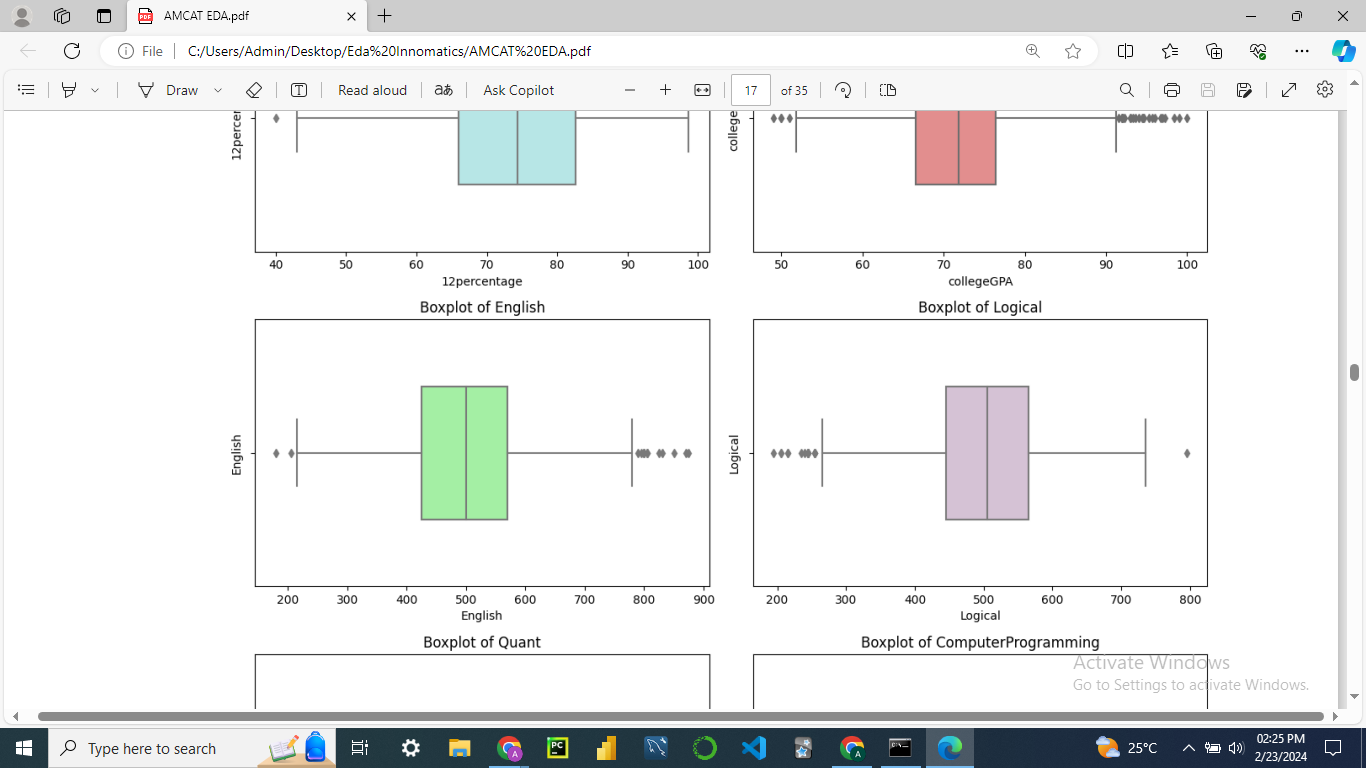 AMCAT EDA.pdf
File C:/Users/Admin/Desktop/Eda%20Innomatics/AMCAT%20EDA.pdf
Draw Read aloud aあ Ask Copilot 17 of 35
12percen
college
40 50 60 70 80 90 100
50 60 70 80 90 100
12percentage
collegeGPA
Boxplot of English
Boxplot of Logical
English
Logical
200 300 400 500 600 700 800 900
200 300 400 500 600 700 800
English
Logical
Boxplot of Quant
Boxplot of ComputerProgramming
Activate Windows
Go to Settings to activate Windows.
Type here to search
PC
25°C
02:25 PM
2/23/2024